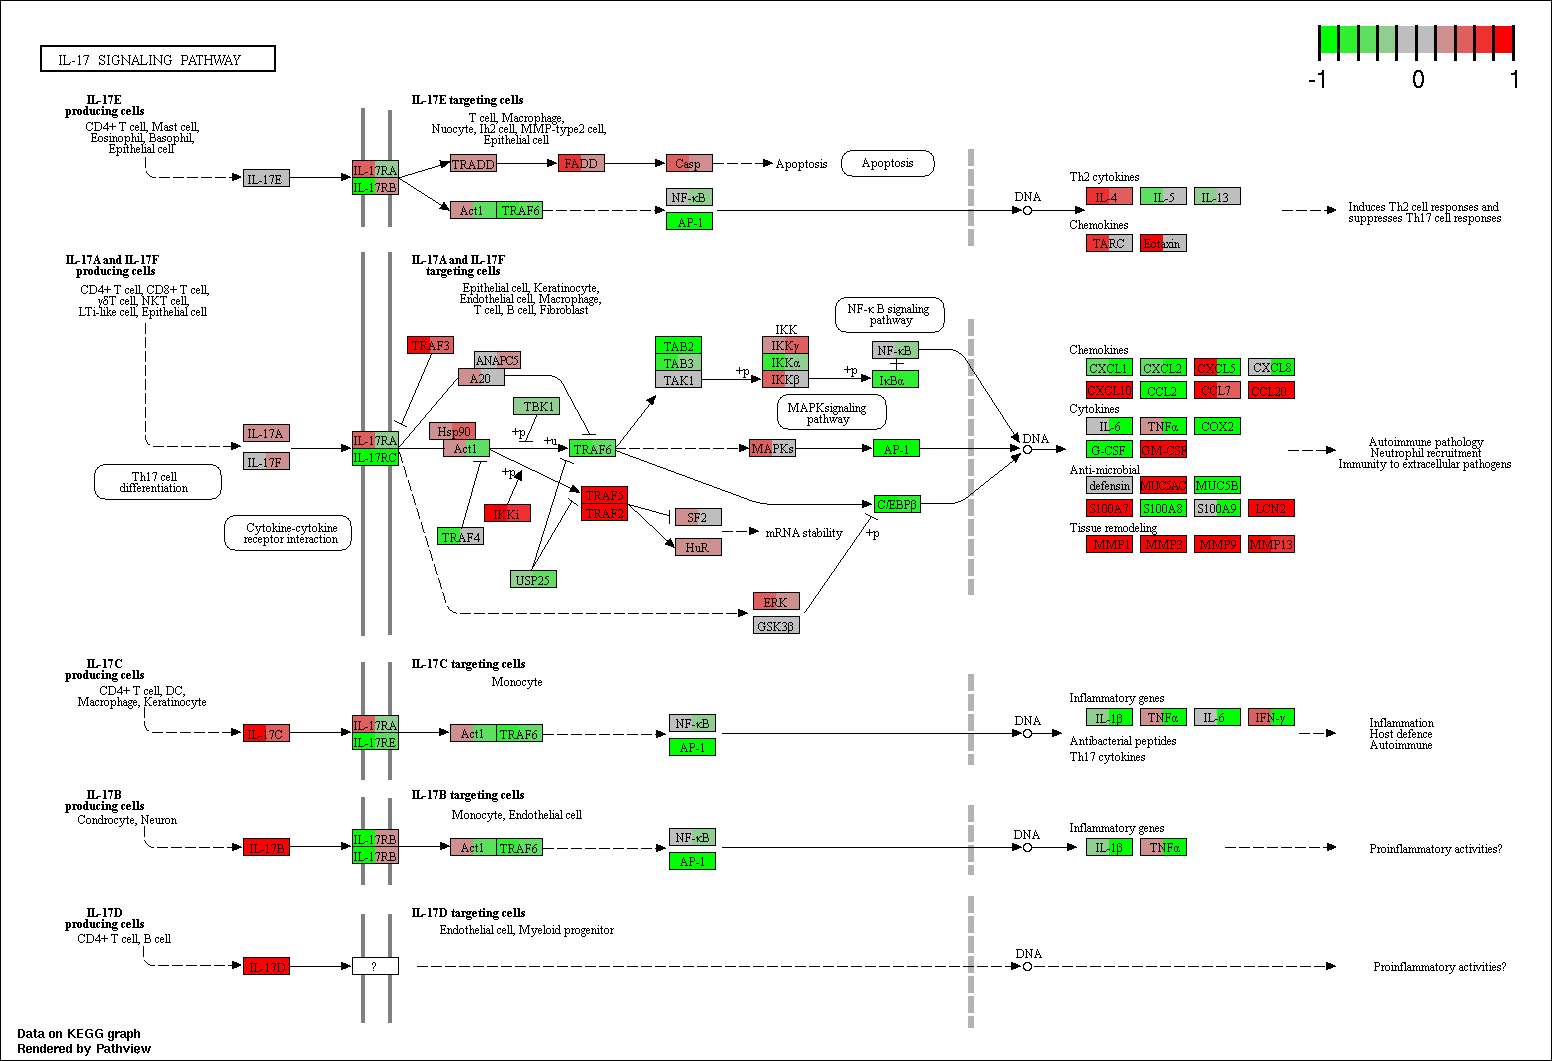 IL-17 SIGNALING PATHWAY
-1 0 1
IL-17E
producing cells
CD4+ T cell, Mast cell,
Eosinophil, Basophil,
Epithelial cell
IL-17E
IL-17RA
IL-17RB
IL-17E targeting cells
T cell, Macrophage,
Nuocyte, Ih2 cell, MMP-type2 cell,
Epithelial cell
TRADD
FADD
Casp
Apoptosis
Apoptosis
Act1
TRAF6
NF-κB
AP-1
DNA
Th2 cytokines
IL-4
IL-5
IL-13
Chemokines
TARC
Eotaxin
Induces Th2 cell responses and
suppresses Th17 cell responses
IL-17A and IL-17F
producing cells
CD4+ T cell, CD8+ T cell,
γδT cell, NKT cell,
LTi-like cell, Epithelial cell
IL-17A
IL-17F
Th17 cell
differentiation
Cytokine-cytokine
receptor interaction
IL-17RA
IL-17RC
IL-17A and IL-17F
targeting cells
Epithelial cell, Keratinocyte,
Endothelial cell, Macrophage,
T cell, B cell, Fibroblast
TRAF3
ANAPC5
A20
TBK1
Hsp90
Act1
+p
+u
+p
IKKi
TRAF4
USP25
TRAF6
TRAF5
TRAF2
TAB2
TAB3
TAK1
+p
IKK
IKKγ
IKKα
IKKβ
+p
NF-κB
IκBα
NF-κ B signaling
pathway
MAPK signaling
pathway
MAPKs
AP-1
C/EBPβ
+p
SF2
HuR
mRNA stability
ERK
GSK3β
DNA
Chemokines
CXCL1
CXCL2
CXCL5
CXCL8
CXCL10
CCL2
CCL7
CCL20
Cytokines
IL-6
TNFα
COX2
G-CSF
GM-CSF
Anti-microbial
defensin
MUC5AC
MUC5B
S100A7
S100A8
S100A9
LCN2
Tissue remodeling
MMP1
MMP3
MMP9
MMP13
Autoimmune pathology
Neutrophil recruitment
Immunity to extracellular pathogens
IL-17C
producing cells
CD4+ T cell, DC,
Macrophage, Keratinocyte
IL-17C
IL-17RA
IL-17RE
IL-17C targeting cells
Monocyte
Act1
TRAF6
NF-κB
AP-1
DNA
Inflammatory genes
IL-1β
TNFα
IL-6
IFN-γ
Antibacterial peptides
Th17 cytokines
Inflammation
Host defence
Autoimmune
IL-17B
producing cells
Condrocyte, Neuron
IL-17B
IL-17RB
IL-17RB
IL-17B targeting cells
Monocyte, Endothelial cell
Act1
TRAF6
NF-κB
AP-1
DNA
Inflammatory genes
IL-1β
TNFα
Proinflammatory activities?
IL-17D
producing cells
CD4+ T cell, B cell
IL-17D
?
IL-17D targeting cells
Endothelial cell, Myeloid progenitor
DNA
Proinflammatory activities?
Data on KEGG graph
Rendered by Pathview